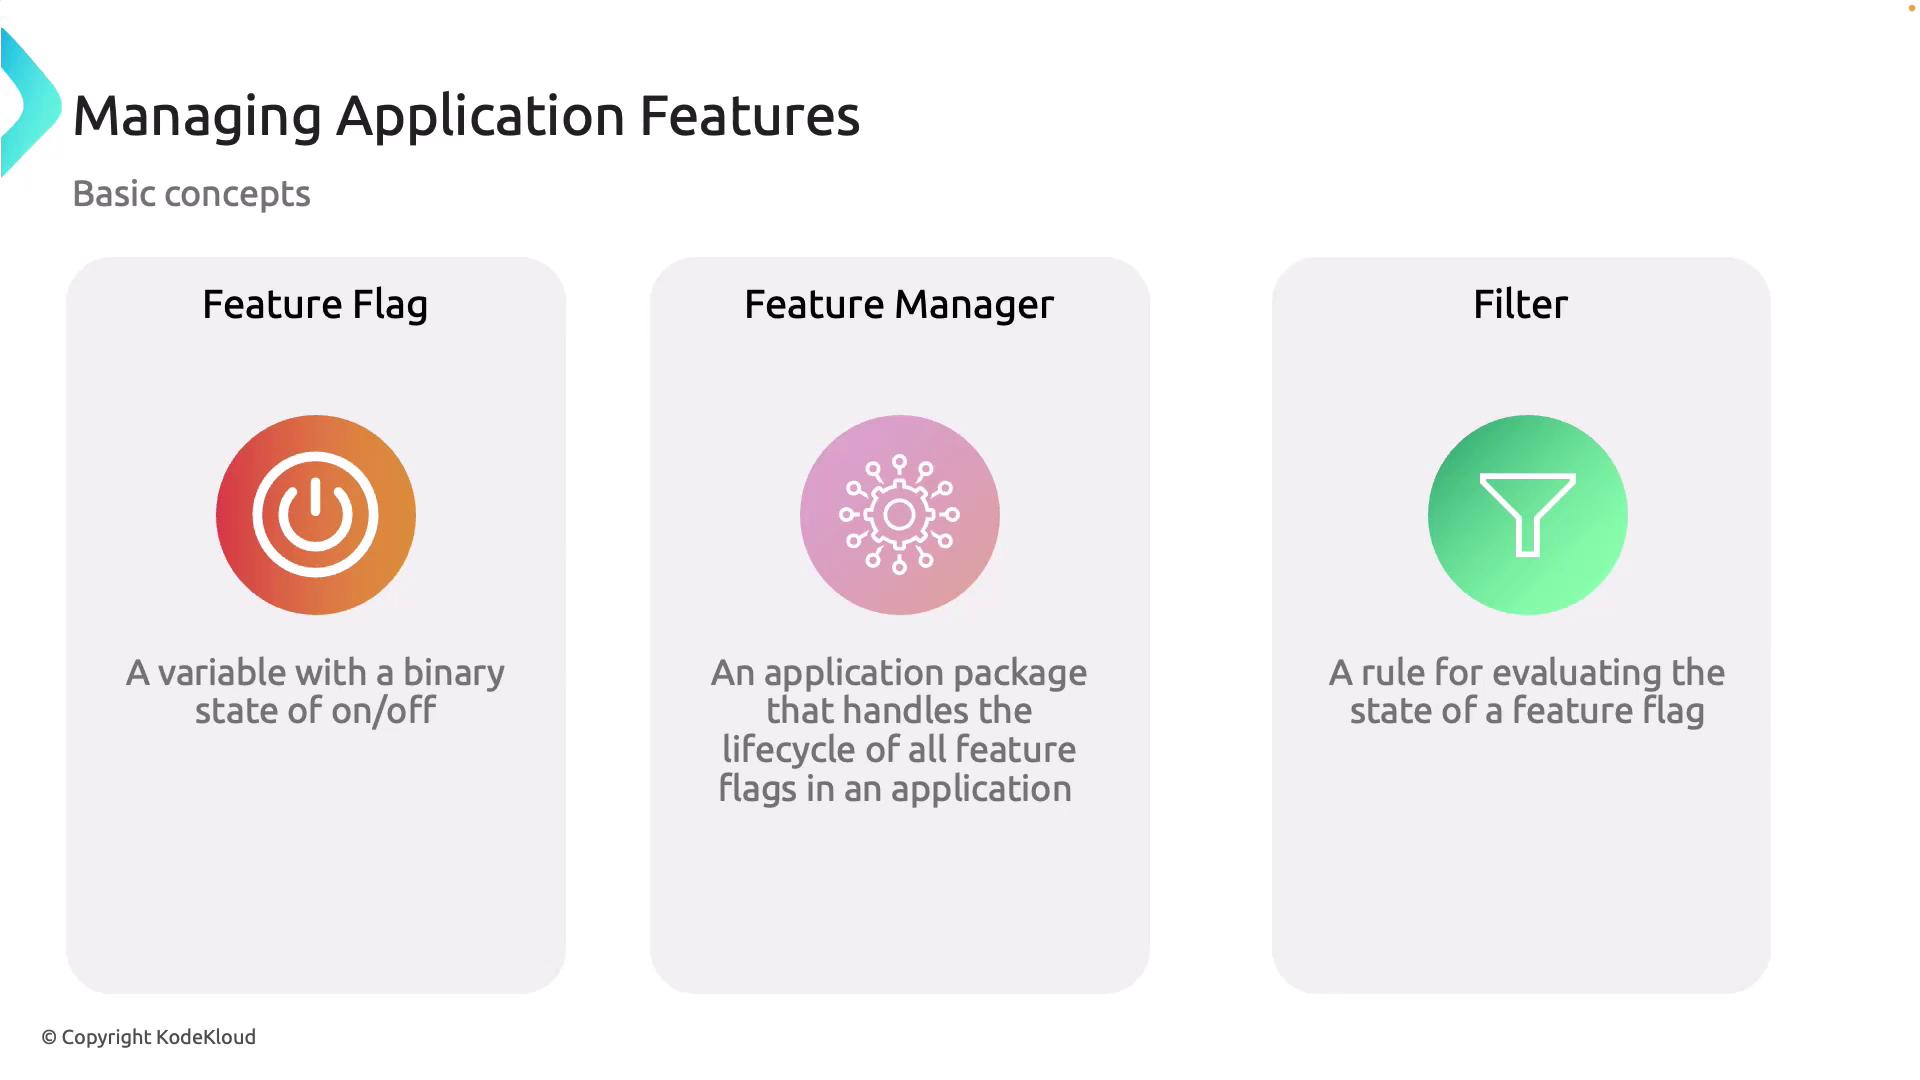 Managing Application Features
Basic concepts
Feature Flag
A variable with a binary
state of on/off
Feature Manager
An application package
that handles the
lifecycle of all feature
flags in an application
Filter
A rule for evaluating the
state of a feature flag
© Copyright KodeKloud